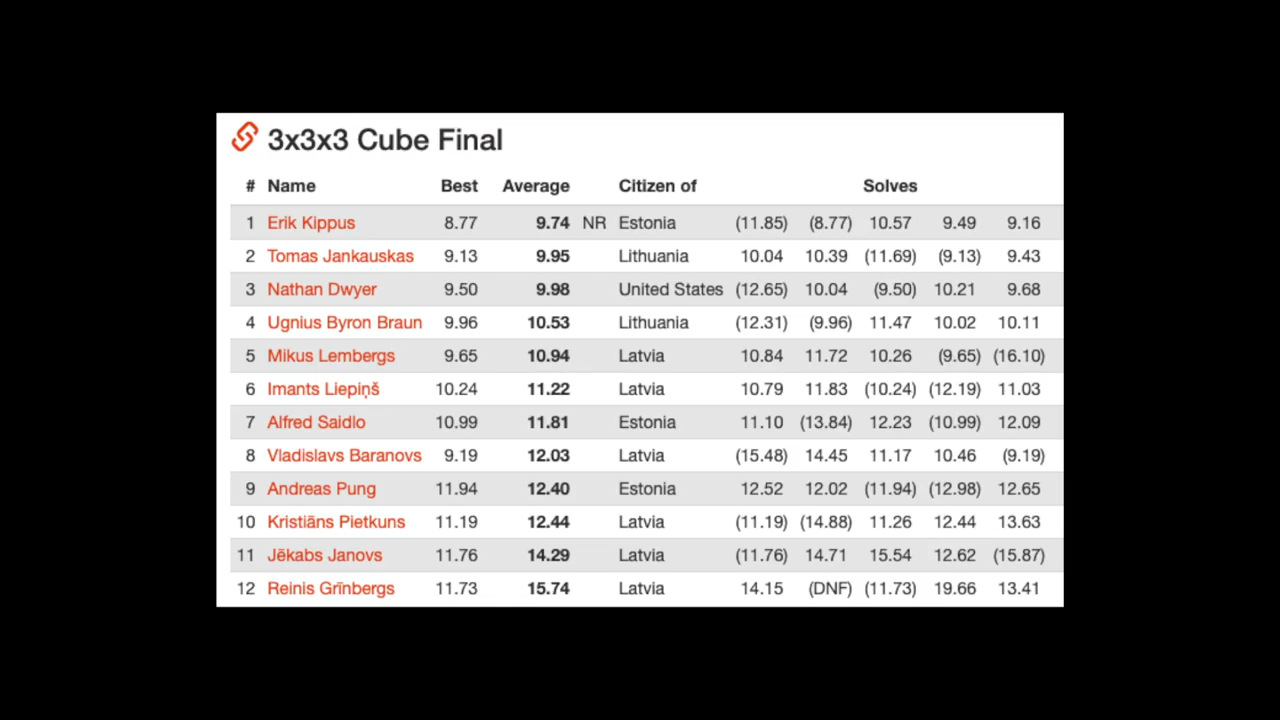 3x3x3 Cube Final
# Name Best Average Citizen of Solves
1 Erik Kippus 8.77 9.74 NR Estonia (11.85) (8.77) 10.57 9.49 9.16
2 Tomas Jankauskas 9.13 9.95 Lithuania 10.04 10.39 (11.69) (9.13) 9.43
3 Nathan Dwyer 9.50 9.98 United States (12.65) 10.04 (9.50) 10.21 9.68
4 Ugnius Byron Braun 9.96 10.53 Lithuania (12.31) (9.96) 11.47 10.02 10.11
5 Mikus Lembergs 9.65 10.94 Latvia 10.84 11.72 10.26 (9.65) (16.10)
6 Imants Liepiņš 10.24 11.22 Latvia 10.79 11.83 (10.24) (12.19) 11.03
7 Alfred Saidlo 10.99 11.81 Estonia 11.10 (13.84) 12.23 (10.99) 12.09
8 Vladislavs Baranovs 9.19 12.03 Latvia (15.48) 14.45 11.17 10.46 (9.19)
9 Andreas Pung 11.94 12.40 Estonia 12.52 12.02 (11.94) (12.98) 12.65
10 Kristiāns Pietkuns 11.19 12.44 Latvia (11.19) (14.88) 11.26 12.44 13.63
11 Jēkabs Janovs 11.76 14.29 Latvia (11.76) 14.71 15.54 12.62 (15.87)
12 Reinis Grīnbergs 11.73 15.74 Latvia 14.15 (DNF) (11.73) 19.66 13.41